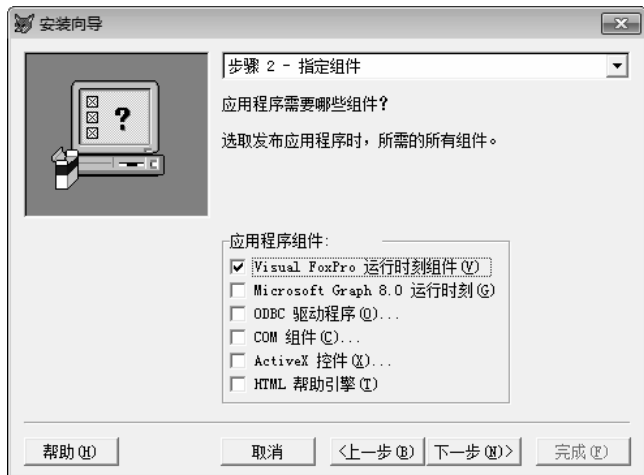 安装向导
步骤 2 - 指定组件
?
应用程序需要哪些组件?
选取发布应用程序时，所需的所有组件。
应用程序组件:
Visual FoxPro 运行时刻组件(V)
Microsoft Graph 8.0 运行时刻(G)
ODBC 驱动程序(O)...
COM 组件(C)...
ActiveX 控件(X)...
HTML 帮助引擎(I)
帮助(H)
取消
<上一步(B)
下一步(N)>
完成(F)